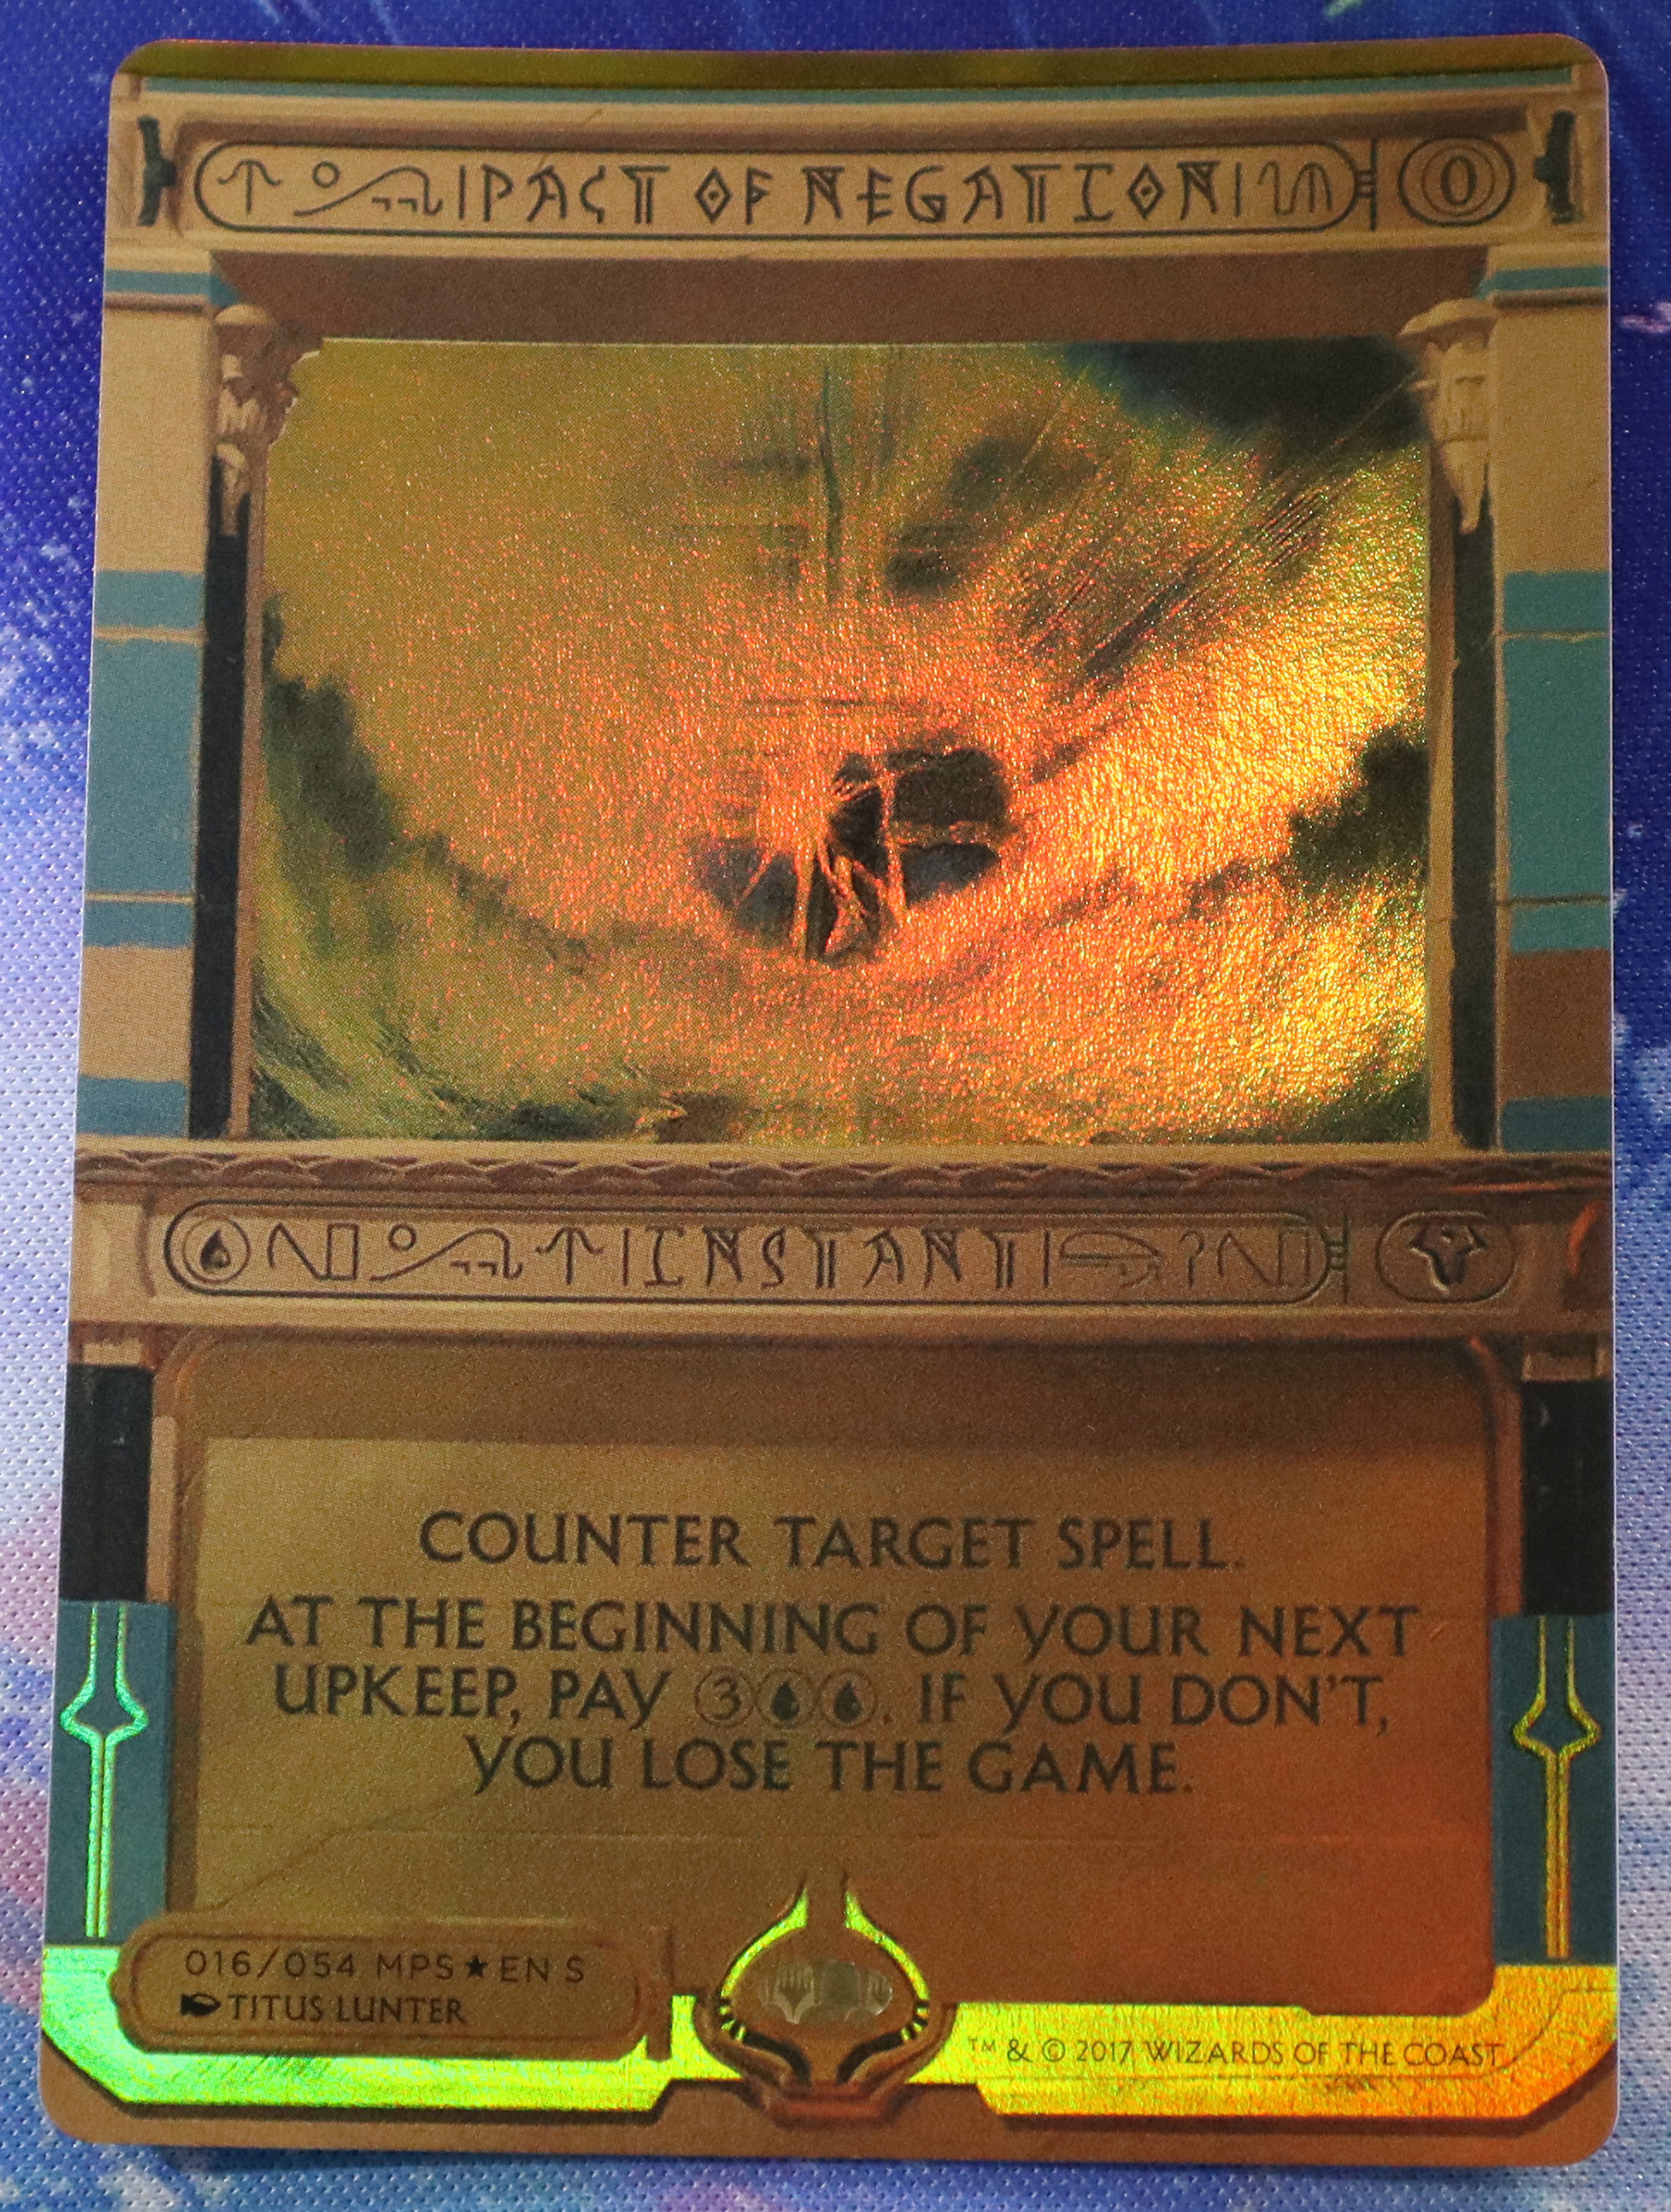 PACT OF NEGATION 0
INSTANT
COUNTER TARGET SPELL.
AT THE BEGINNING OF YOUR NEXT
UPKEEP, PAY 3. IF YOU DON'T,
YOU LOSE THE GAME.
016/054 MPS★EN S
TITUS LUNTER
™ & © 2017 WIZARDS OF THE COAST